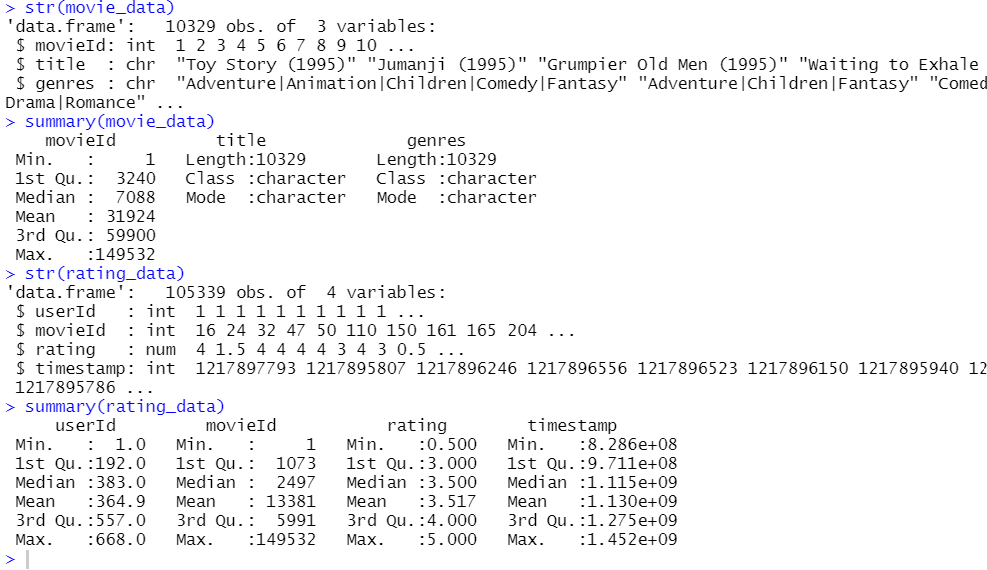 > str(movie_data)
'data.frame':   10329 obs. of  3 variables:
 $ movieId: int  1 2 3 4 5 6 7 8 9 10 ...
 $ title  : chr  "Toy Story (1995)" "Jumanji (1995)" "Grumpier Old Men (1995)" "Waiting to Exhale
 $ genres : chr  "Adventure|Animation|Children|Comedy|Fantasy" "Adventure|Children|Fantasy" "Comed
Drama|Romance" ...
> summary(movie_data)
    movieId          title              genres
 Min.   :     1   Length:10329       Length:10329
 1st Qu.:  3240   Class :character   Class :character
 Median :  7088   Mode  :character   Mode  :character
 Mean   : 31924
 3rd Qu.: 59900
 Max.   :149532
> str(rating_data)
'data.frame':   105339 obs. of  4 variables:
 $ userId   : int  1 1 1 1 1 1 1 1 1 1 ...
 $ movieId  : int  16 24 32 47 50 110 150 161 165 204 ...
 $ rating   : num  4 1.5 4 4 4 4 3 4 3 0.5 ...
 $ timestamp: int  1217897793 1217895807 1217896246 1217896556 1217896523 1217896150 1217895940 12
 1217895786 ...
> summary(rating_data)
     userId         movieId           rating        timestamp
 Min.   :  1.0   Min.   :     1   Min.   :0.500   Min.   :8.286e+08
 1st Qu.:192.0   1st Qu.:  1073   1st Qu.:3.000   1st Qu.:9.711e+08
 Median :383.0   Median :  2497   Median :3.500   Median :1.115e+09
 Mean   :364.9   Mean   : 13381   Mean   :3.517   Mean   :1.130e+09
 3rd Qu.:557.0   3rd Qu.:  5991   3rd Qu.:4.000   3rd Qu.:1.275e+09
 Max.   :668.0   Max.   :149532   Max.   :5.000   Max.   :1.452e+09
>